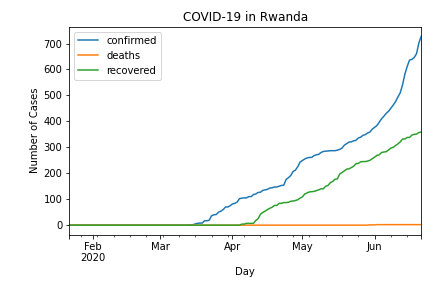 COVID-19 in Rwanda
confirmed
deaths
recovered
Number of Cases
700
600
500
400
300
200
100
0
Feb
2020
Mar
Apr
May
Jun
Day